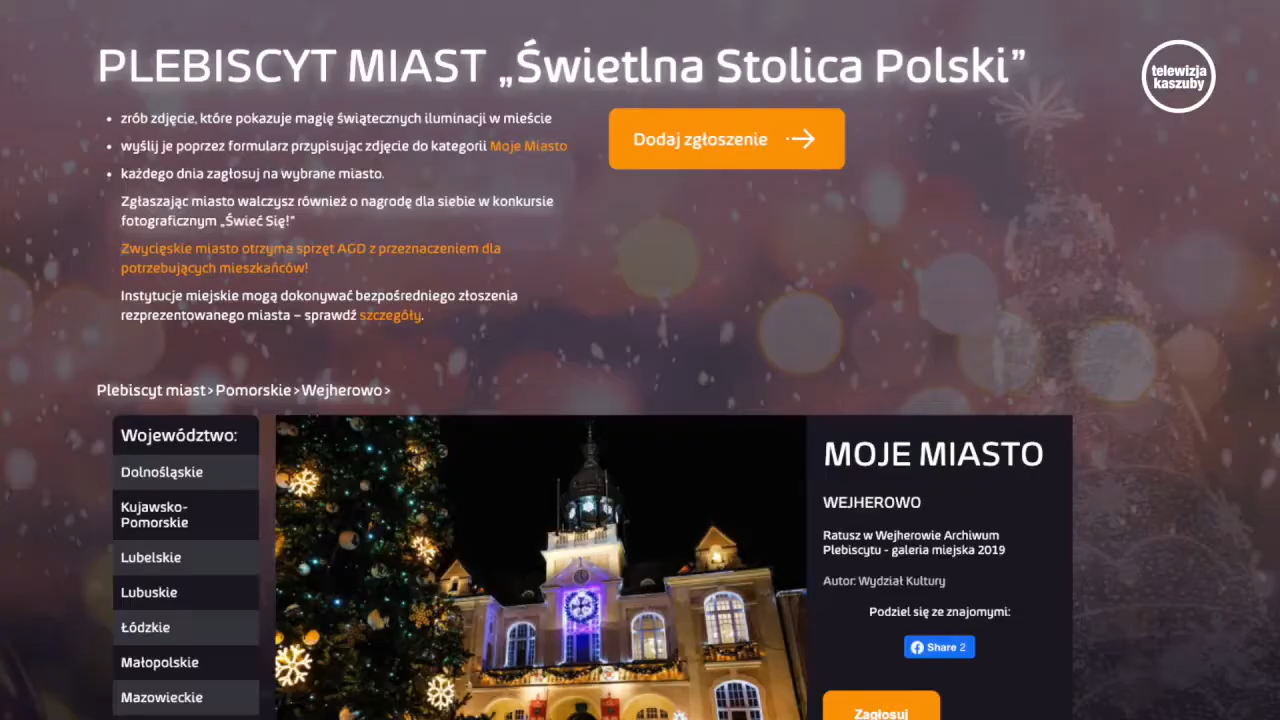 PLEBISCYT MIAST „Świetlna Stolica Polski”
telewizja
kaszuby
• zrób zdjęcie, które pokazuje magię świątecznych iluminacji w mieście
• wyślij je poprzez formularz przypisując zdjęcie do kategorii Moje Miasto
• każdego dnia zagłosuj na wybrane miasto.
Zgłaszając miasto walczysz również o nagrodę dla siebie w konkursie
fotograficznym „Świeć Się!”
Zwycięskie miasto otrzyma sprzęt AGD z przeznaczeniem dla
potrzebujących mieszkańców!
Instytucje miejskie mogą dokonywać bezpośredniego złoszenia
rezprezentowanego miasta – sprawdź szczegóły.
Dodaj zgłoszenie
Plebiscyt miast > Pomorskie > Wejherowo >
Województwo:
Dolnośląskie
Kujawsko-
Pomorskie
Lubelskie
Lubuskie
Łódzkie
Małopolskie
Mazowieckie
MOJE MIASTO
WEJHEROWO
Ratusz w Wejherowie Archiwum
Plebiscytu - galeria miejska 2019
Autor: Wydział Kultury
Podziel się ze znajomymi:
Share 2
Zagłosuj